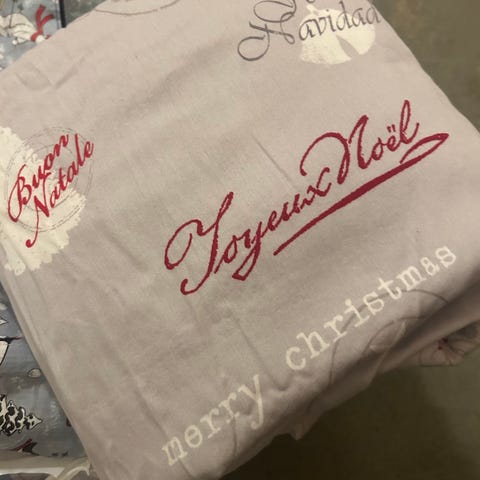 Navidad
Buon
Natale
Joyeux Noël
merry christmas